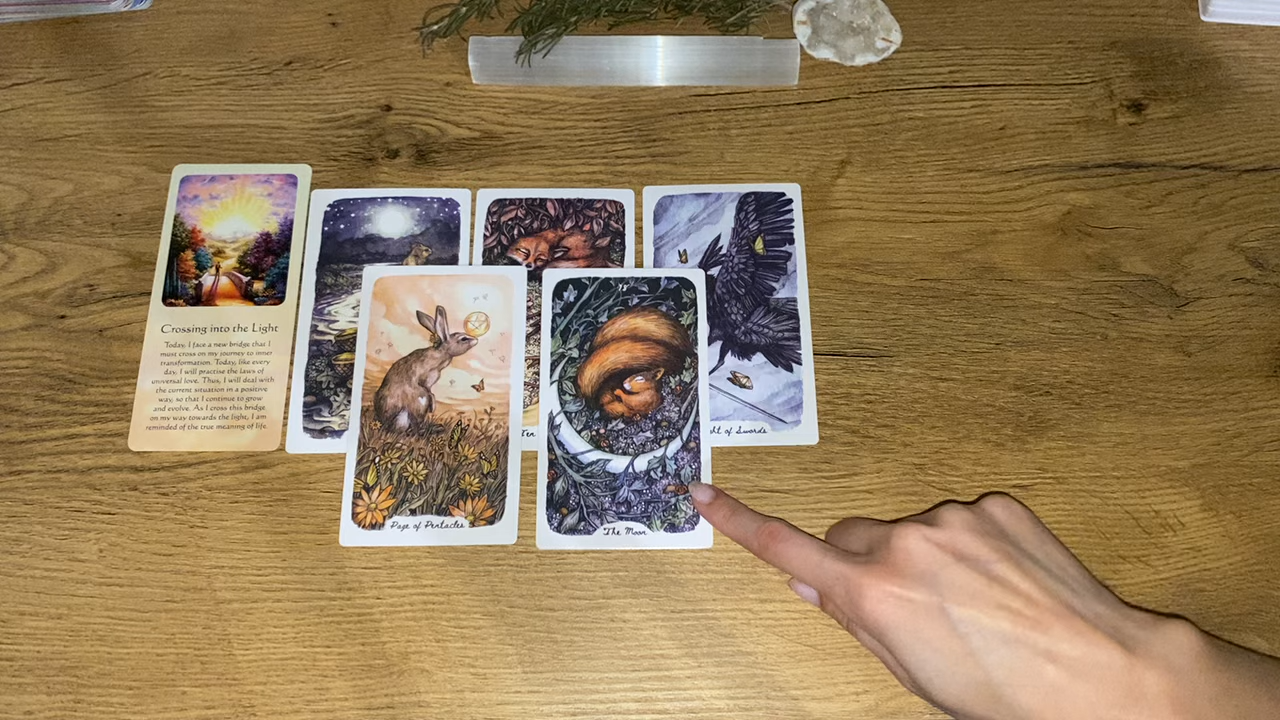 Crossing into the Light
Today, I face a new bridge that I
must cross on my journey to inner
transformation. Today, like every
day, I will practise the laws of
universal love. Thus, I will deal with
the current situation in a positive
way, so that I continue to grow
and evolve. As I cross this bridge
on my way towards the light, I am
reminded of the true meaning of life.
Ten
of Swords
Page of Pentacles
The Moon